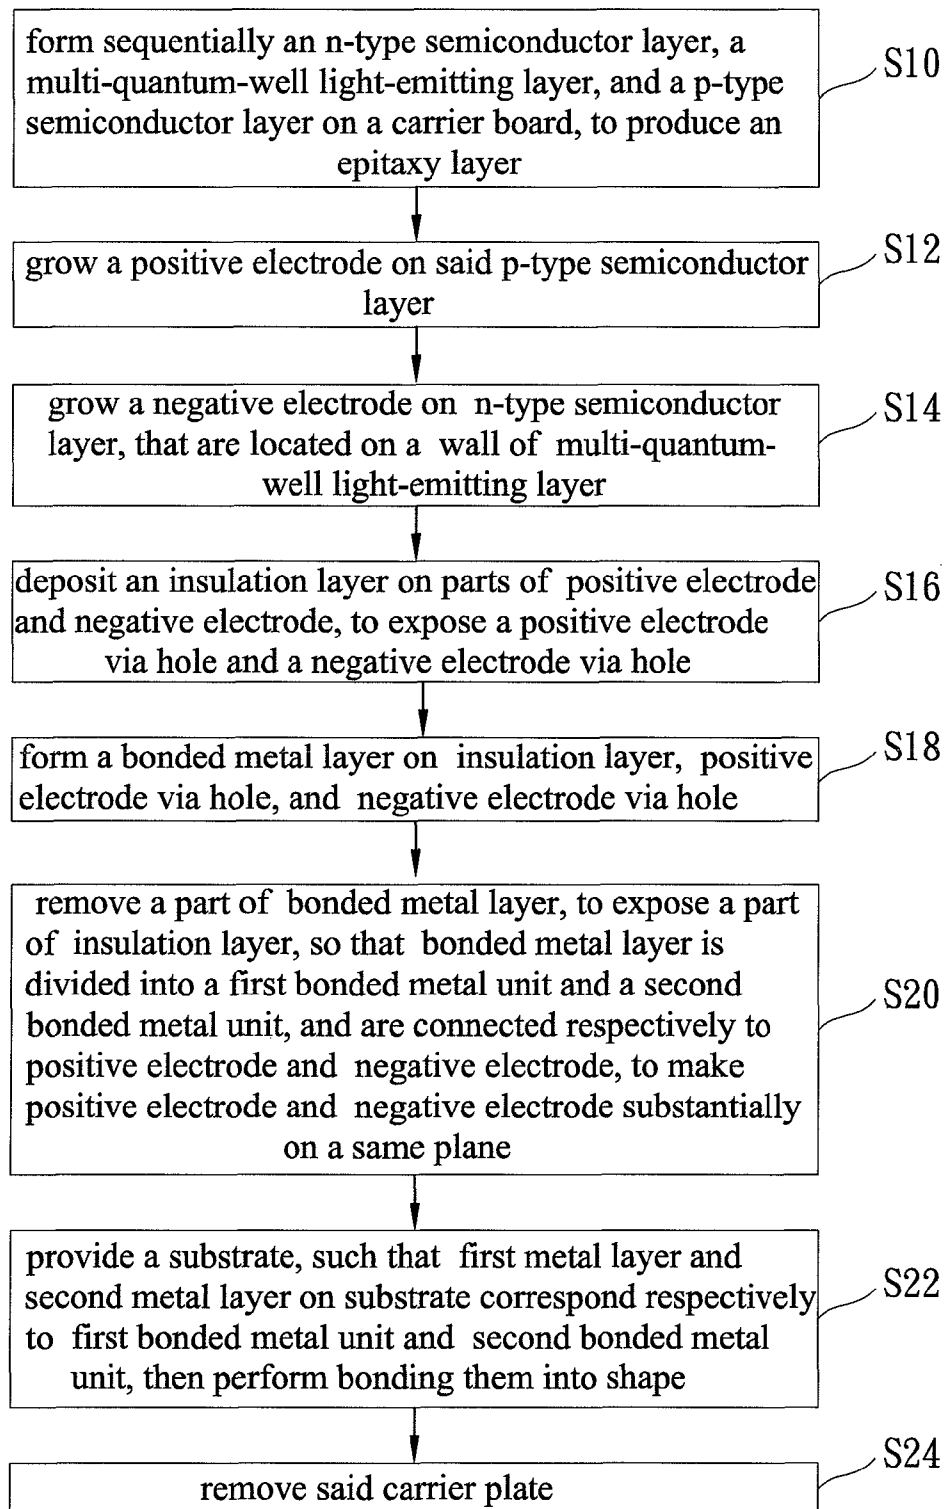 form sequentially an n-type semiconductor layer, a
multi-quantum-well light-emitting layer, and a p-type
semiconductor layer on a carrier board, to produce an
epitaxy layer
S10
grow a positive electrode on said p-type semiconductor
layer
S12
grow a negative electrode on n-type semiconductor
layer, that are located on a wall of multi-quantum-
well light-emitting layer
S14
deposit an insulation layer on parts of positive electrode
and negative electrode, to expose a positive electrode
via hole and a negative electrode via hole
S16
form a bonded metal layer on insulation layer, positive
electrode via hole, and negative electrode via hole
S18
remove a part of bonded metal layer, to expose a part
of insulation layer, so that bonded metal layer is
divided into a first bonded metal unit and a second
bonded metal unit, and are connected respectively to
positive electrode and negative electrode, to make
positive electrode and negative electrode substantially
on a same plane
S20
provide a substrate, such that first metal layer and
second metal layer on substrate correspond respectively
to first bonded metal unit and second bonded metal
unit, then perform bonding them into shape
S22
remove said carrier plate
S24